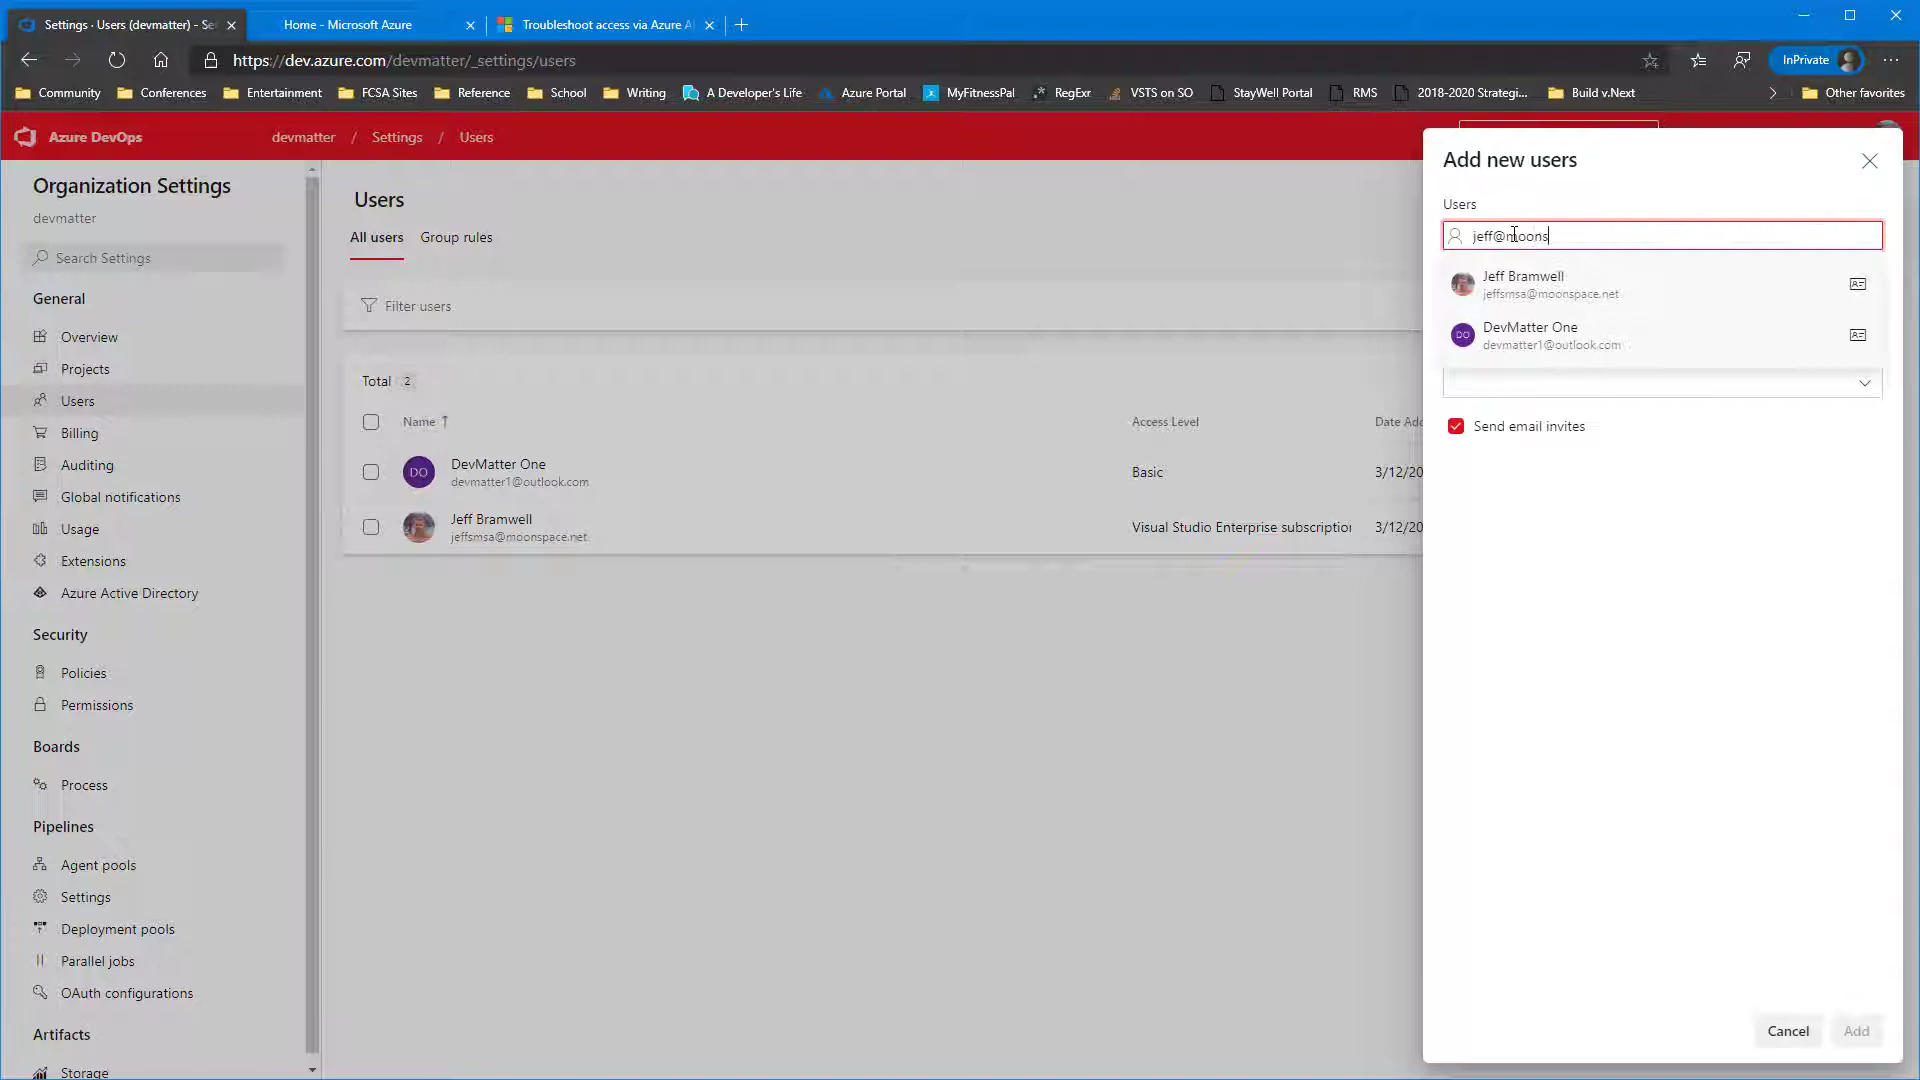 Settings · Users (devmatter) - Se
Home - Microsoft Azure
Troubleshoot access via Azure A
https://dev.azure.com/devmatter/_settings/users
InPrivate
Community
Conferences
Entertainment
FCSA Sites
Reference
School
Writing
A Developer's Life
Azure Portal
MyFitnessPal
RegExr
VSTS on SO
StayWell Portal
RMS
2018-2020 Strategi...
Build v.Next
Other favorites
Azure DevOps
devmatter / Settings / Users
Organization Settings
devmatter
Search Settings
General
Overview
Projects
Users
Billing
Auditing
Global notifications
Usage
Extensions
Azure Active Directory
Security
Policies
Permissions
Boards
Process
Pipelines
Agent pools
Settings
Deployment pools
Parallel jobs
OAuth configurations
Artifacts
Storage
Users
All users
Group rules
Filter users
Total 2
Name
Access Level
Date Add
DO
DevMatter One
devmatter1@outlook.com
Basic
3/12/20
Jeff Bramwell
jeffsmsa@moonspace.net
Visual Studio Enterprise subscription
3/12/20
Add new users
Users
jeff@moons
Jeff Bramwell
jeffsmsa@moonspace.net
DO
DevMatter One
devmatter1@outlook.com
Send email invites
Cancel
Add